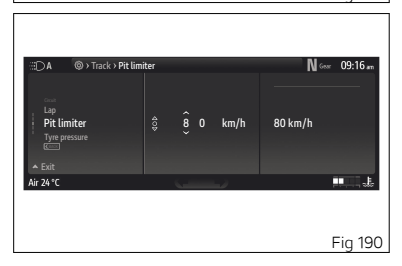 A > Track > Pit limiter N Gear 09:16 am
Lap
Pit limiter
Tyre pressure
8 0 km/h 80 km/h
Exit
Air 24 °C
Fig 190